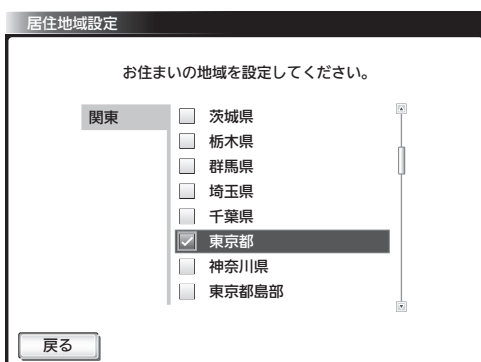 居住地域設定
お住まいの地域を設定してください。
関東
茨城県
栃木県
群馬県
埼玉県
千葉県
東京都
神奈川県
東京都島部
戻る